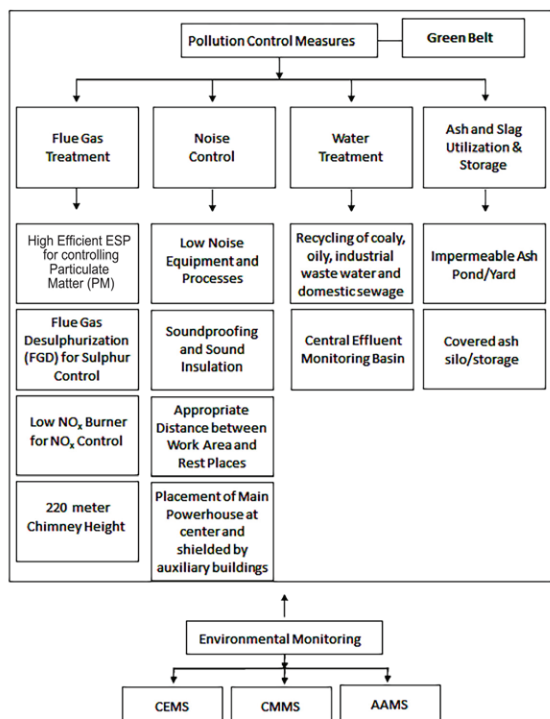 Pollution Control Measures
Green Belt
Flue Gas
Treatment
Noise
Control
Water
Treatment
Ash and Slag
Utilization &
Storage
High Efficient ESP
for controlling
Particulate
Matter (PM)
Flue Gas
Desulphurization
(FGD) for Sulphur
Control
Low NOx Burner
for NOx Control
220 meter
Chimney Height
Low Noise
Equipment and
Processes
Soundproofing
and Sound
Insulation
Appropriate
Distance between
Work Area and
Rest Places
Placement of Main
Powerhouse at
center and
shielded by
auxiliary buildings
Recycling of coaly,
oily, industrial
waste water and
domestic sewage
Central Effluent
Monitoring Basin
Impermeable Ash
Pond/Yard
Covered ash
silo/storage
Environmental Monitoring
CEMS
CMMS
AAMS